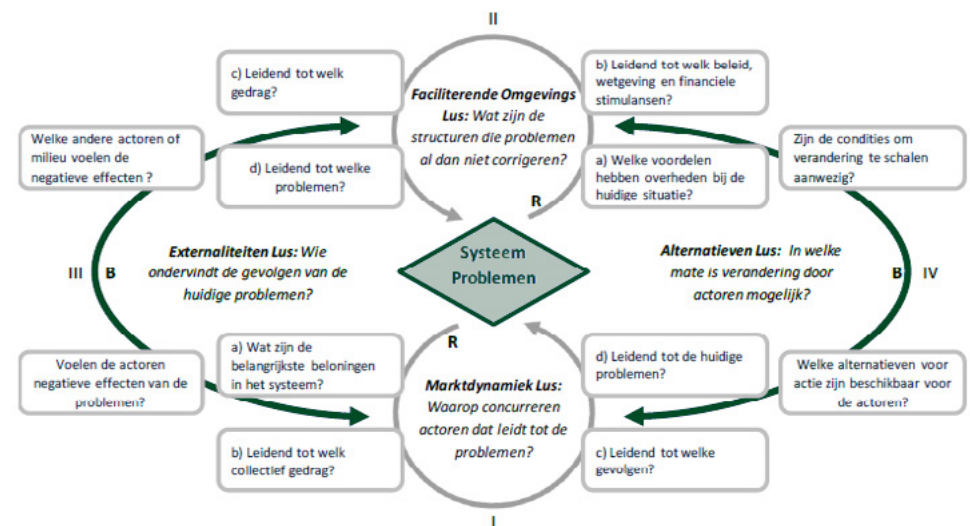 II
c) Leidend tot welk
gedrag?
Faciliterende Omgevings
Lus: Wat zijn de
structuren die problemen
al dan niet corrigeren?
b) Leidend tot welk beleid,
wetgeving en financiele
stimulansen?
Welke andere actoren of
milieu voelen de
negatieve effecten ?
d) Leidend tot welke
problemen?
a) Welke voordelen
hebben overheden bij de
huidige situatie?
Zijn de condities om
verandering te schalen
aanwezig?
R
III
B
Externaliteiten Lus: Wie
ondervindt de gevolgen van de
huidige problemen?
Systeem
Problemen
Alternatieven Lus: In welke
mate is verandering door
actoren mogelijk?
B
IV
Voelen de actoren
negatieve effecten van de
problemen?
a) Wat zijn de
belangrijkste beloningen
in het systeem?
R
Marktdynamiek Lus:
Waarop concurreren
actoren dat leidt tot de
problemen?
d) Leidend tot de huidige
problemen?
Welke alternatieven voor
actie zijn beschikbaar voor
de actoren?
b) Leidend tot welk
collectief gedrag?
c) Leidend tot welke
gevolgen?
I